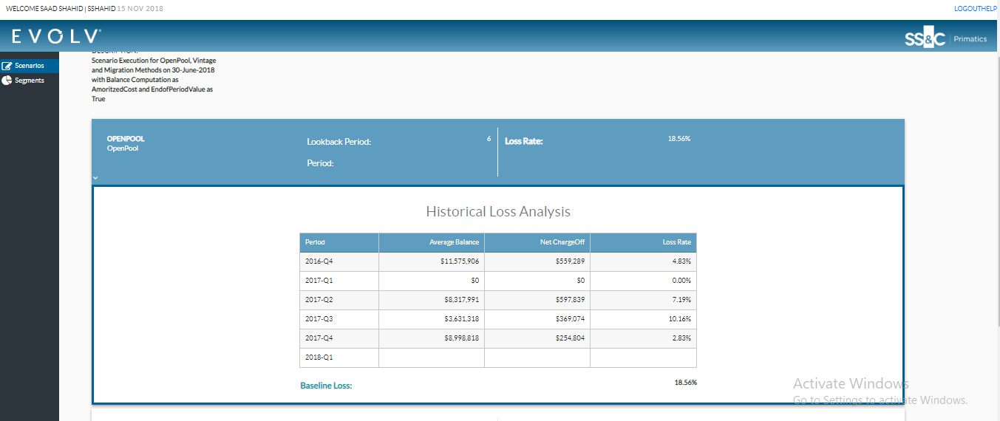 WELCOME SAAD SHAHID | SSHAHID 15 NOV 2018
LOGOUTHELP
EVOLV
SS&C Primatics
Scenarios
Segments
Scenario Execution for OpenPool, Vintage
and Migration Methods on 30-June-2018
with Balance Computation as
AmoritzedCost and EndofPeriodValue as
True
OPENPOOL
OpenPool
Lookback Period: 6
Period:
Loss Rate: 18.56%
Historical Loss Analysis
Period Average Balance Net ChargeOff Loss Rate
2016-Q4 $11,575,906 $559,289 4.83%
2017-Q1 $0 $0 0.00%
2017-Q2 $8,317,991 $597,839 7.19%
2017-Q3 $3,631,318 $369,074 10.16%
2017-Q4 $8,998,818 $254,804 2.83%
2018-Q1
Baseline Loss: 18.56%
Activate Windows
Go to Settings to activate Windows.